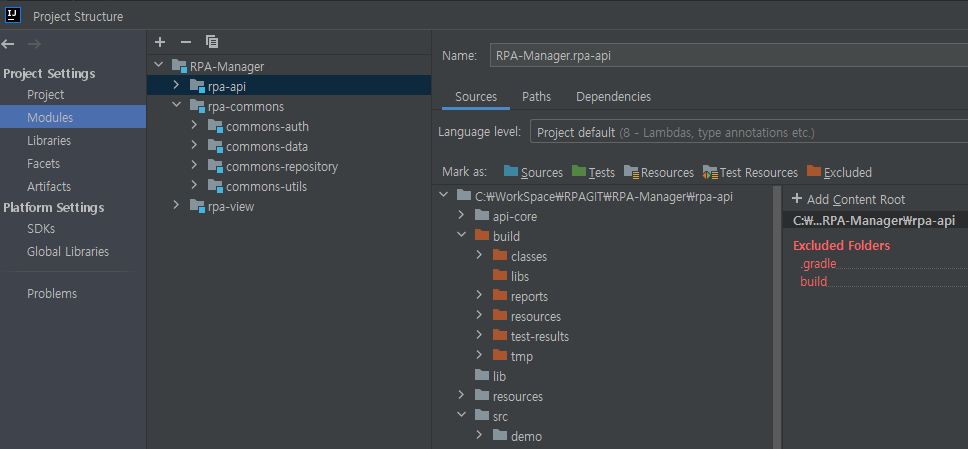 Project Structure
Project Settings
Project
Modules
Libraries
Facets
Artifacts
Platform Settings
SDKs
Global Libraries
Problems
RPA-Manager
rpa-api
rpa-commons
commons-auth
commons-data
commons-repository
commons-utils
rpa-view
Name: RPA-Manager.rpa-api
Sources Paths Dependencies
Language level: Project default (8 - Lambdas, type annotations etc.)
Mark as: Sources Tests Resources Test Resources Excluded
C:₩WorkSpace₩RPAGIT₩RPA-Manager₩rpa-api
api-core
build
classes
libs
reports
resources
test-results
tmp
lib
resources
src
demo
+ Add Content Root
C:₩...RPA-Manager₩rpa-api
Excluded Folders
.gradle
build